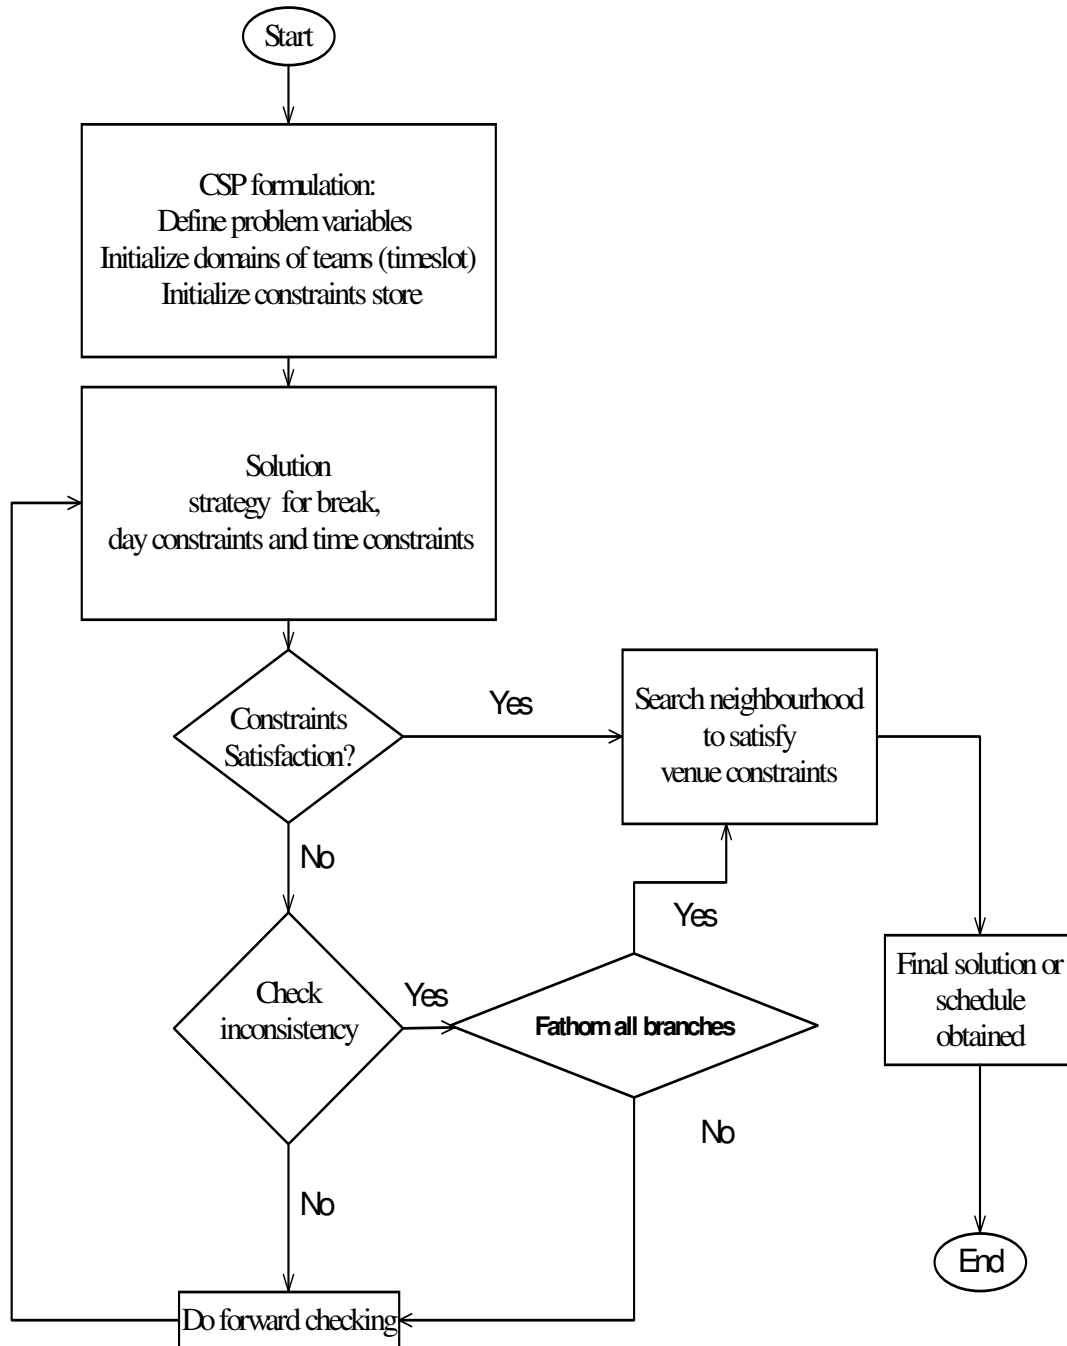 Start
CSP formulation:
Define problem variables
Initialize domains of teams (timeslot)
Initialize constraints store
Solution
strategy for break,
day constraints and time constraints
Constraints
Satisfaction?
Yes
Search neighbourhood
to satisfy
venue constraints
No
Yes
Check
inconsistency
Yes
Fathom all branches
Final solution or
schedule
obtained
No
No
End
Do forward checking